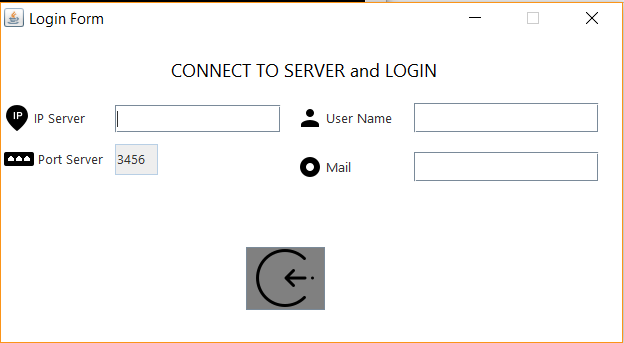 Login Form
CONNECT TO SERVER and LOGIN
IP
IP Server
User Name
Port Server
3456
Mail